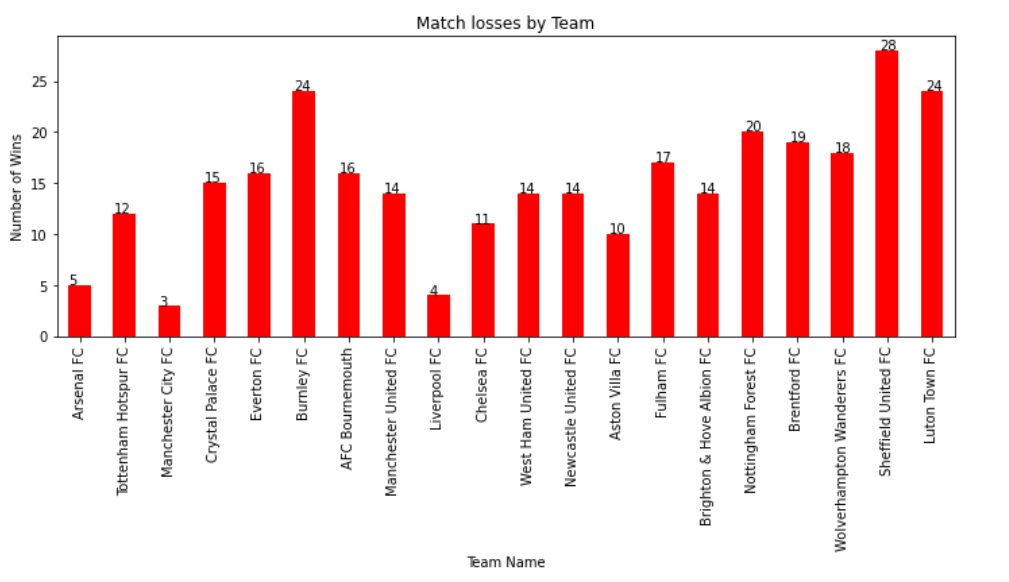 Match losses by Team
Number of Wins
25
20
15
10
5
0
5
12
3
15
16
24
16
14
4
11
14
14
10
17
14
20
19
18
28
24
Arsenal FC
Tottenham Hotspur FC
Manchester City FC
Crystal Palace FC
Everton FC
Burnley FC
AFC Bournemouth
Manchester United FC
Liverpool FC
Chelsea FC
West Ham United FC
Newcastle United FC
Aston Villa FC
Fulham FC
Brighton & Hove Albion FC
Nottingham Forest FC
Brentford FC
Wolverhampton Wanderers FC
Sheffield United FC
Luton Town FC
Team Name